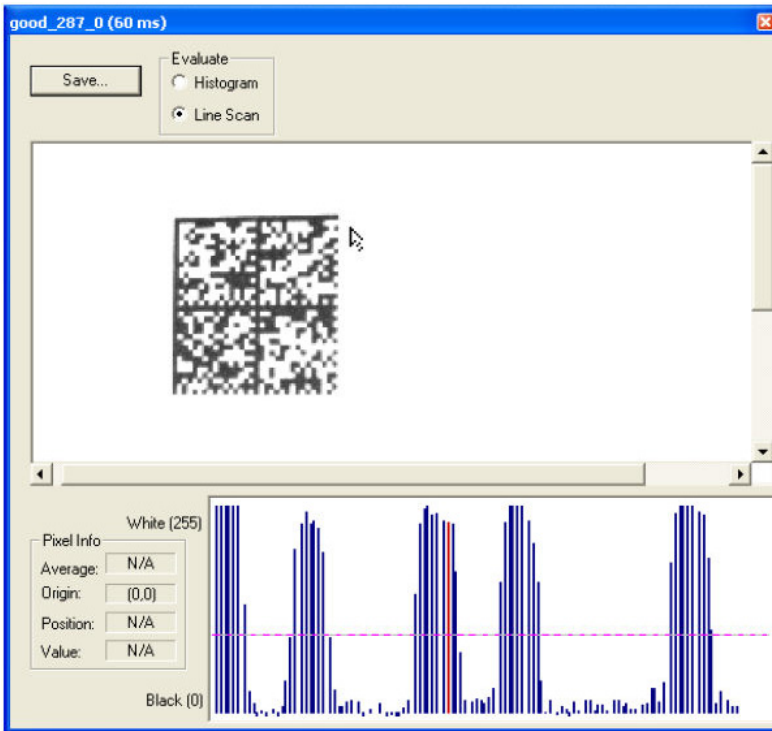 good_287_0 (60 ms)
Evaluate
Save...
Histogram
Line Scan
White (255)
Pixel Info
Average: N/A
Origin: (0,0)
Position: N/A
Value: N/A
Black (0)